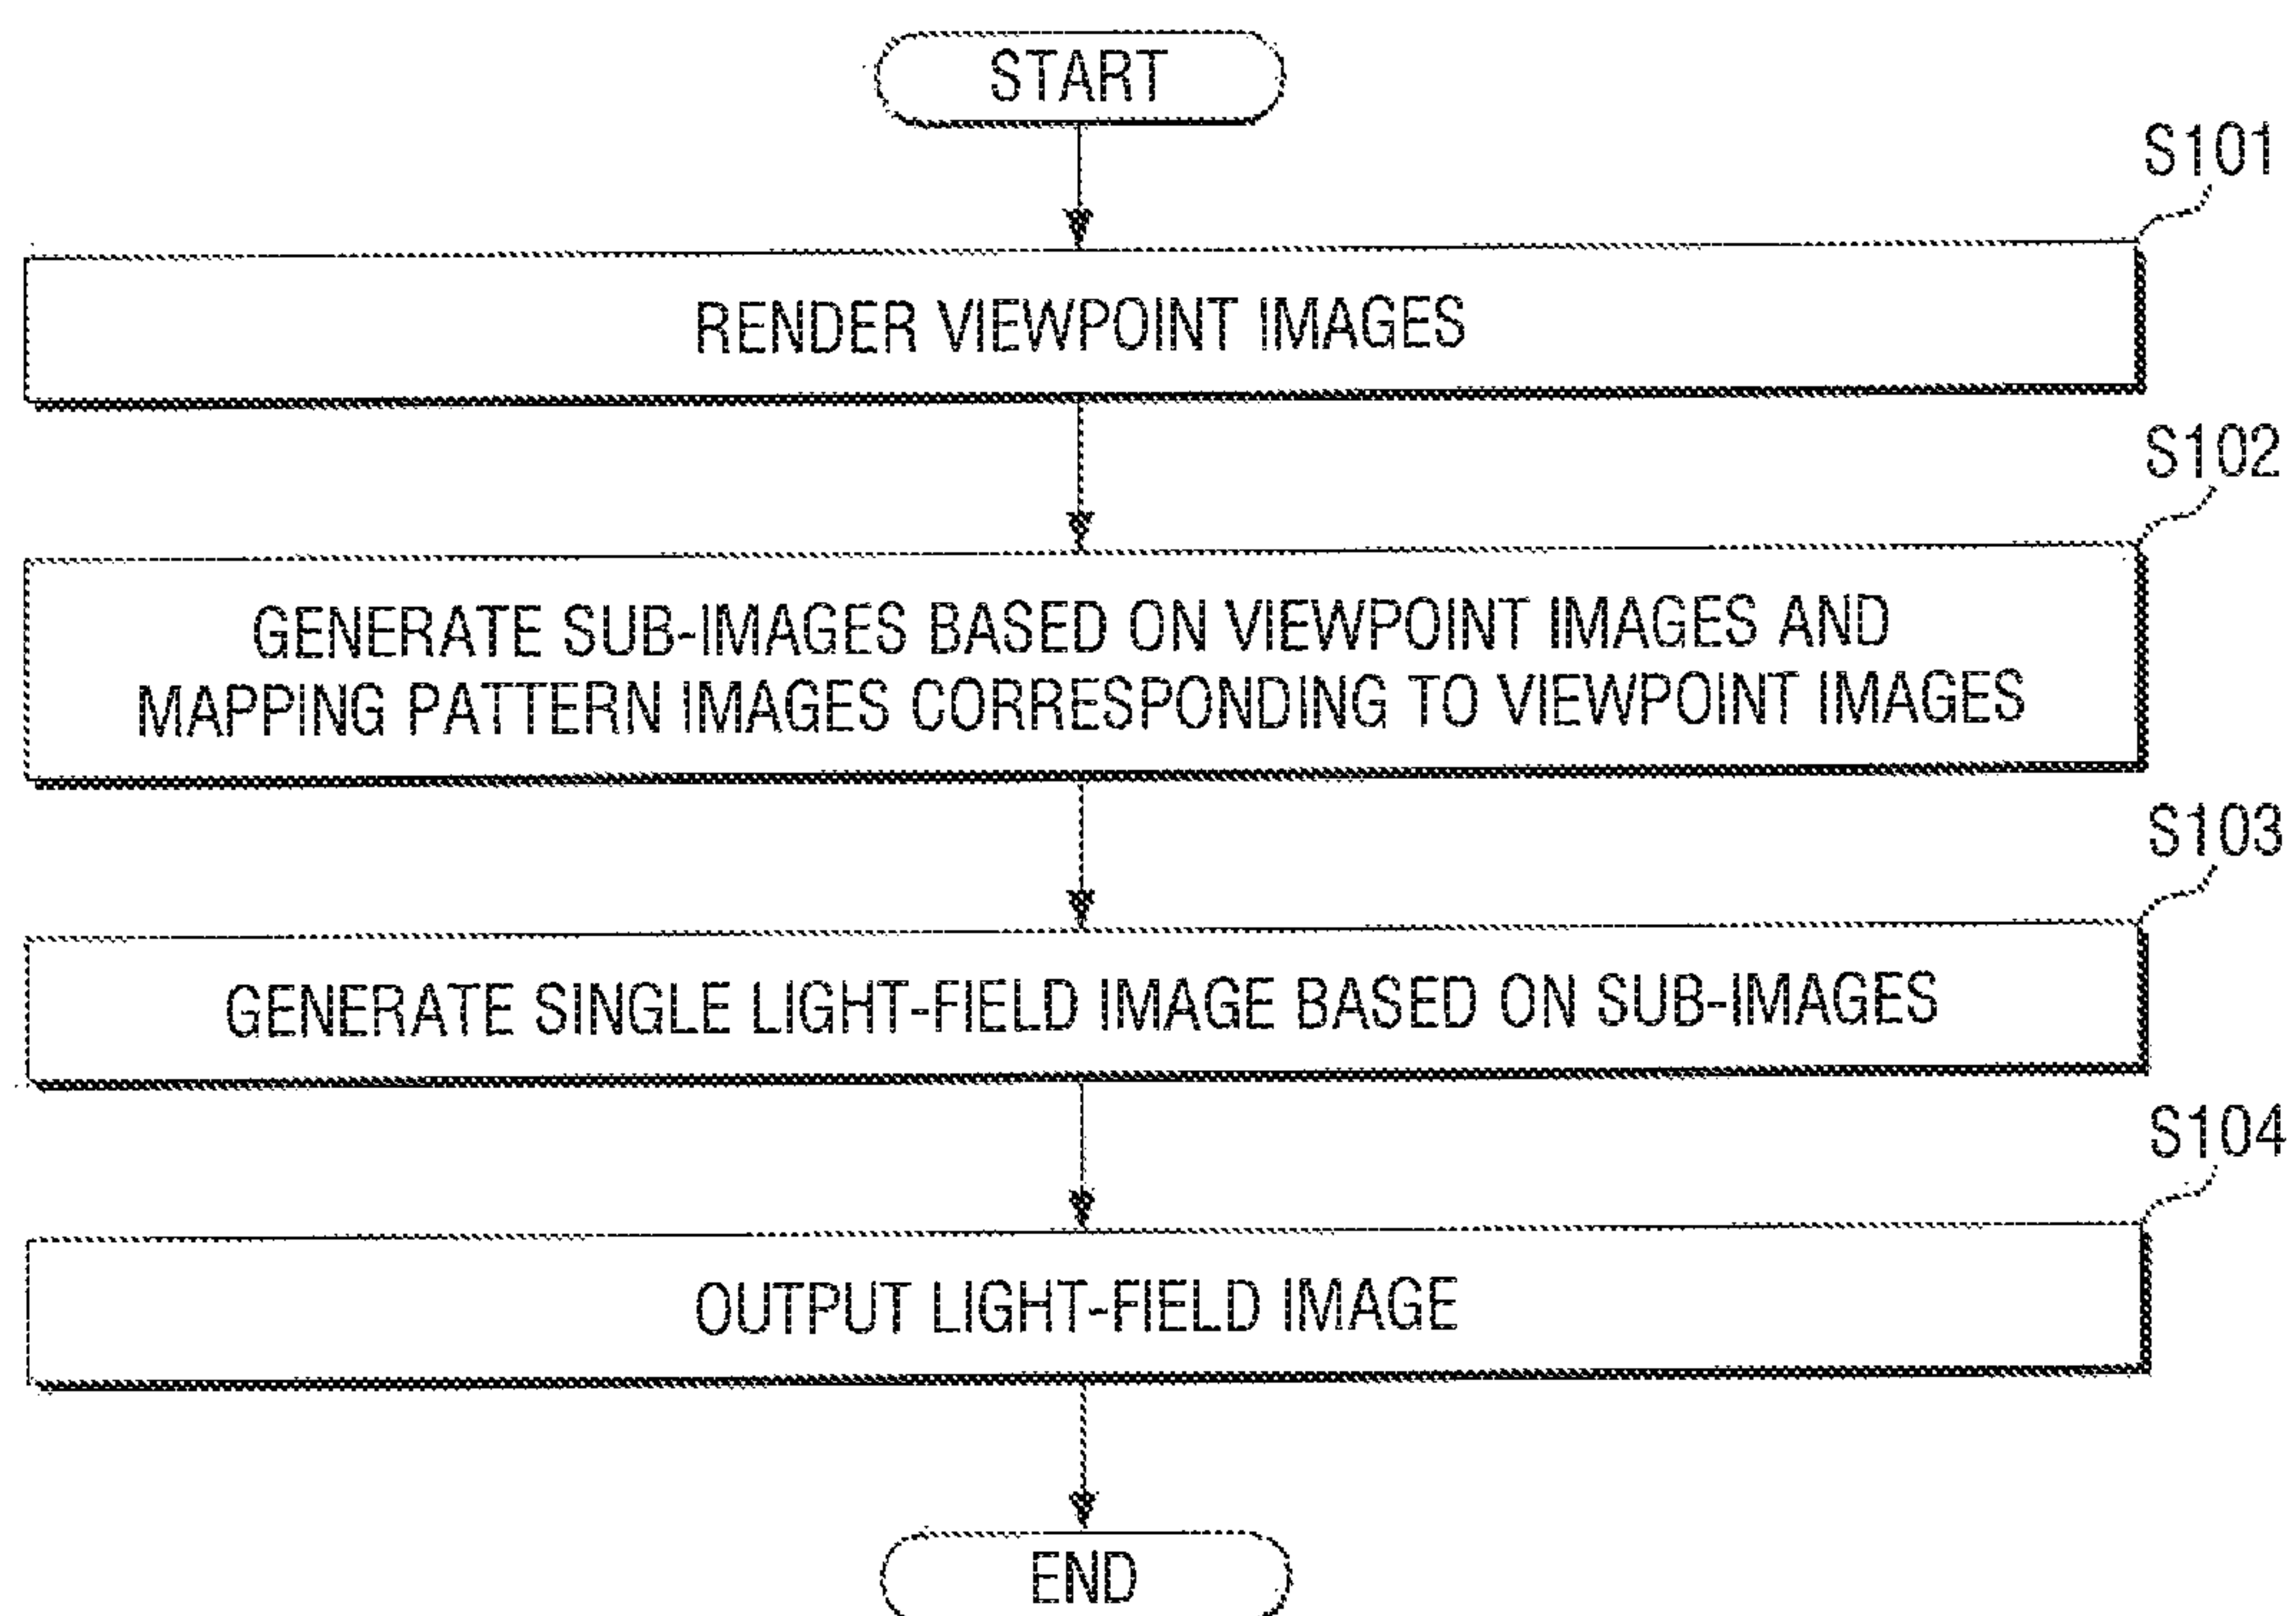 START
S101
RENDER VIEWPOINT IMAGES
S102
GENERATE SUB-IMAGES BASED ON VIEWPOINT IMAGES AND
MAPPING PATTERN IMAGES CORRESPONDING TO VIEWPOINT IMAGES
S103
GENERATE SINGLE LIGHT-FIELD IMAGE BASED ON SUB-IMAGES
S104
OUTPUT LIGHT-FIELD IMAGE
END